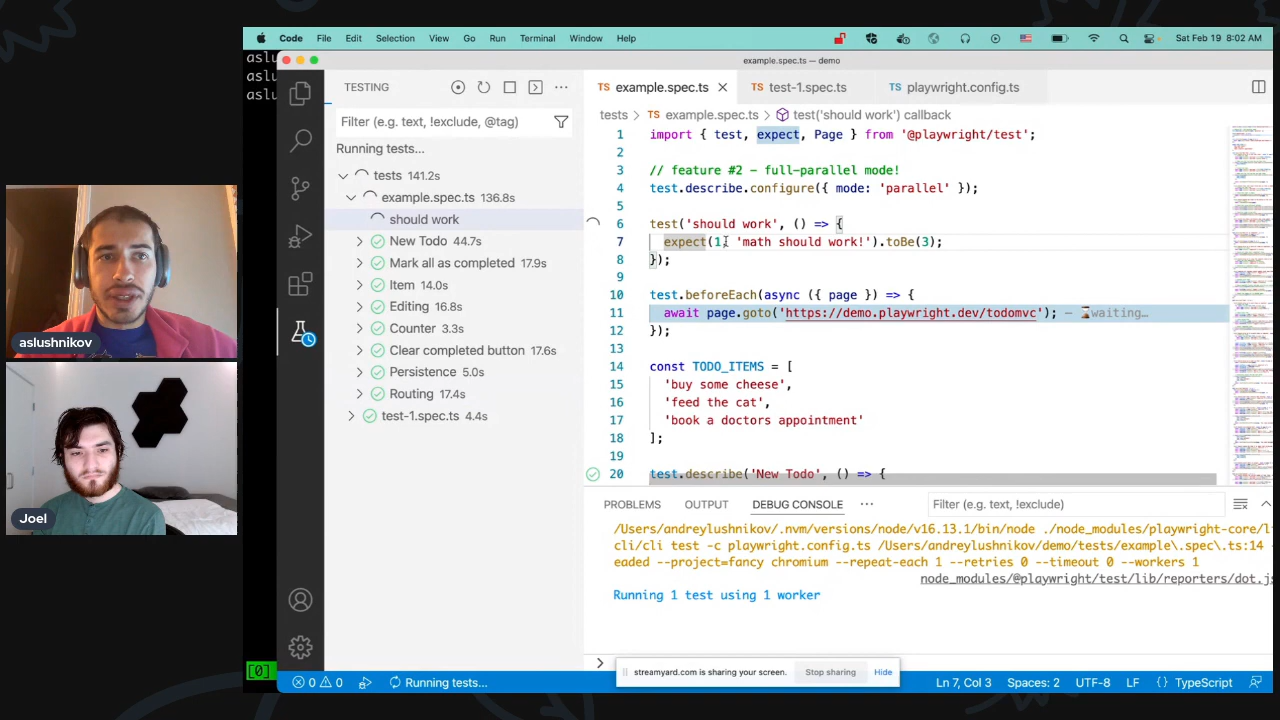 Code File Edit Selection View Go Run Terminal Window Help Sat Feb 19 8:02 AM
example.spec.ts — demo
aslu
aslu
aslu
TESTING
example.spec.ts
TS test-1.spec.ts
TS playwright.config.ts
tests > TS example.spec.ts > test('should work') callback
Filter (e.g. text, !exclude, @tag)
Running tests...
tests 141.2s
example.spec.ts 136.8s
should work
New Todo 44.7s
Mark all as completed
Item 14.0s
Editing
Counter 3.3s
Clear completed button
Persistence 5.0s
Routing 17.4s
test-1.spec.ts 4.4s
1 import { test, expect, Page } from '@playwright/test';
2
3 // feature #2 – full-parallel mode!
4 test.describe.configure({ mode: 'parallel' });
5
6 test('should work', => {
7 expect(1, 'math should work!').toBe(3);
8 });
9
10 test.beforeEach(async page }) =>
11 await page.goto('https://demo.playwright.dev/todomvc'); — ⌛waiting…
12 });
13
14 const TODO_ITEMS = [
15 'buy some cheese',
16 'feed the cat',
17 'book a doctors appointment'
18 ];
19
20 test.describe('New Todo', () => {
PROBLEMS OUTPUT DEBUG CONSOLE ··· Filter (e.g. text, !exclude)
/Users/andreylushnikov/.nvm/versions/node/v16.13.1/bin/node ./node_modules/playwright-core/l
cli/cli test -c playwright.config.ts /Users/andreylushnikov/demo/tests/example\.spec\.ts:14
eaded --project=fancy chromium --repeat-each 1 --retries 0 --timeout 0 --workers 1
node_modules/@playwright/test/lib/reporters/dot.js
Running 1 test using 1 worker
streamyard.com is sharing your screen. Stop sharing Hide
[0]
0 0 Running tests... Ln 7, Col 3 Spaces: 2 UTF-8 LF {} TypeScript
aslushnikov
Joel